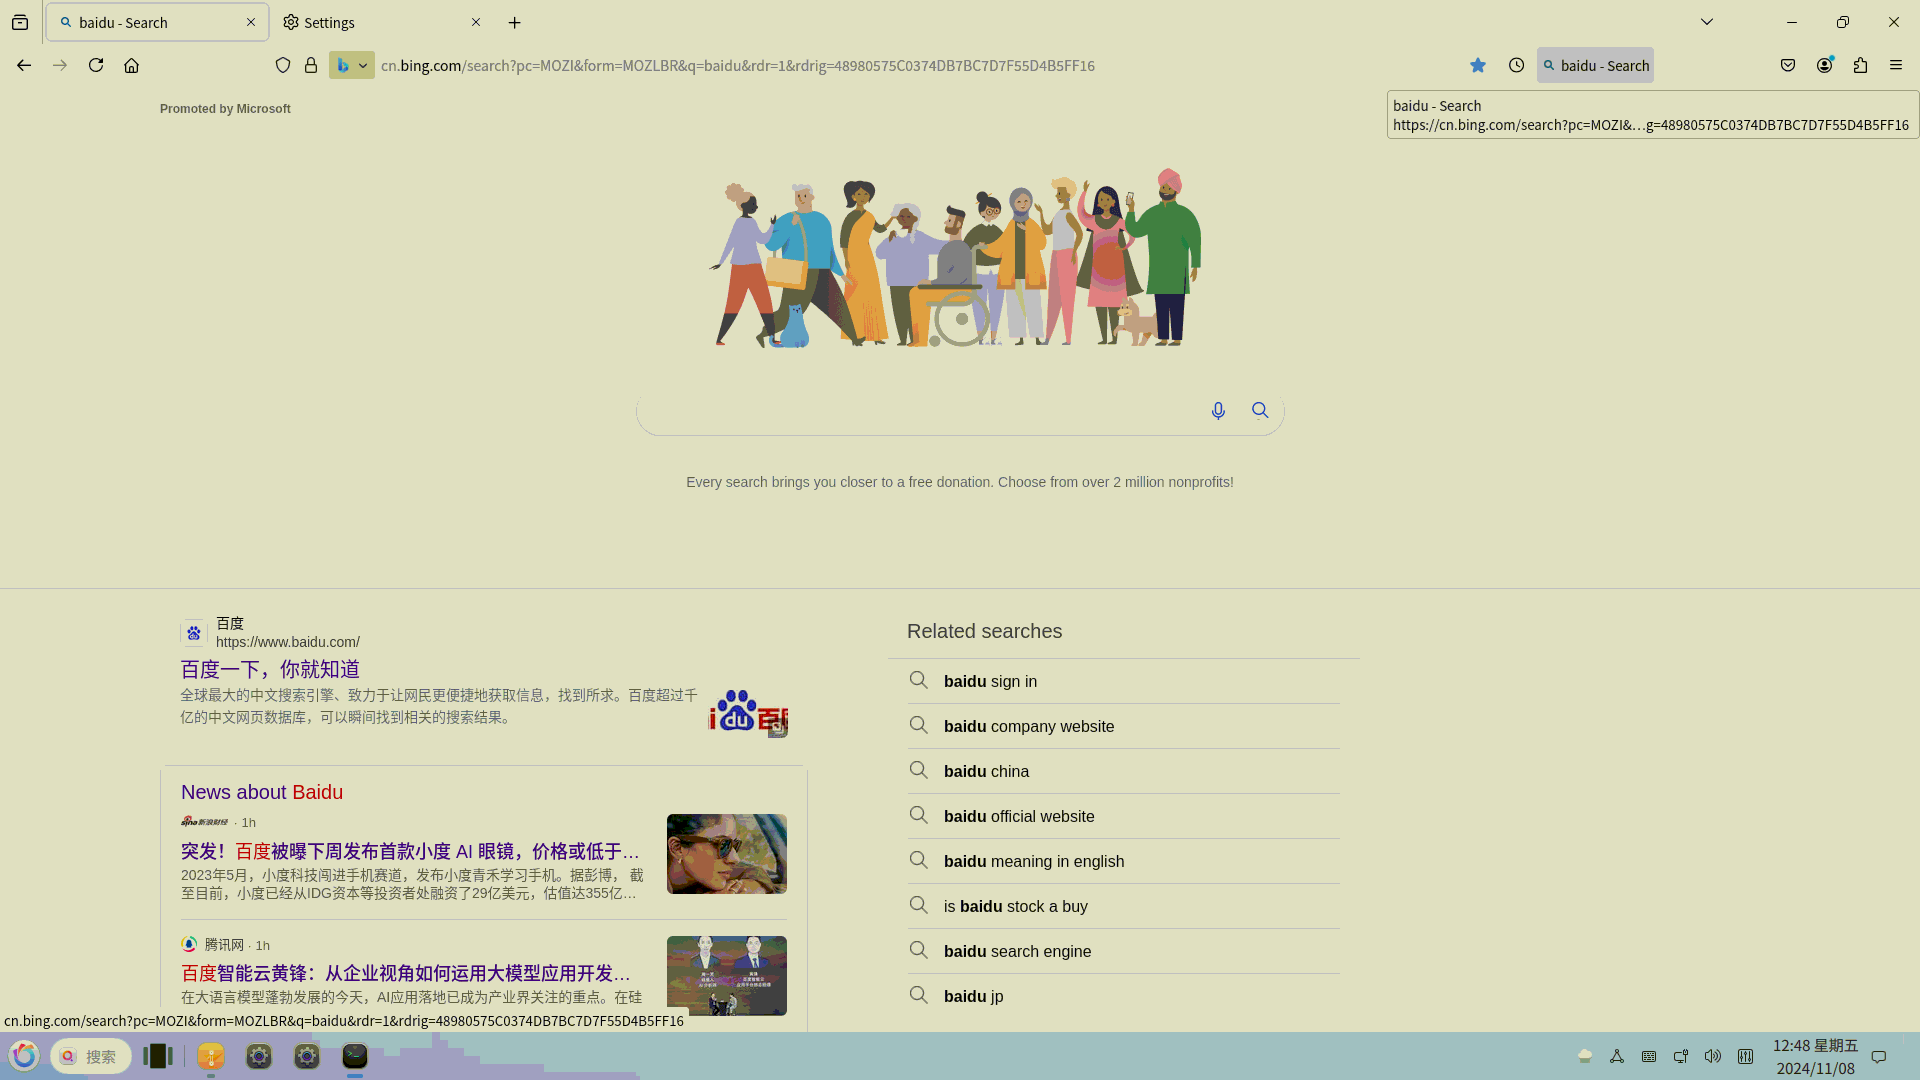 baidu - Search
Settings
cn.bing.com/search?pc=MOZI&form=MOZLBR&q=baidu&rdr=1&rdrig=48980575C0374DB7BC7D7F55D4B5FF16
baidu - Search
Promoted by Microsoft
baidu - Search
https://cn.bing.com/search?pc=MOZI&…g=48980575C0374DB7BC7D7F55D4B5FF16
Every search brings you closer to a free donation. Choose from over 2 million nonprofits!
百度
https://www.baidu.com/
百度一下，你就知道
全球最大的中文搜索引擎、致力于让网民更便捷地获取信息，找到所求。百度超过千
亿的中文网页数据库，可以瞬间找到相关的搜索结果。
du 百度
News about Baidu
sina新浪财经 · 1h
突发！百度被曝下周发布首款小度 AI 眼镜，价格或低于…
2023年5月，小度科技闯进手机赛道，发布小度青禾学习手机。据彭博， 截
至目前，小度已经从IDG资本等投资者处融资了29亿美元，估值达355亿…
腾讯网 · 1h
百度智能云黄锋：从企业视角如何运用大模型应用开发…
在大语言模型蓬勃发展的今天，AI应用落地已成为产业界关注的重点。在硅
Related searches
baidu sign in
baidu company website
baidu china
baidu official website
baidu meaning in english
is baidu stock a buy
baidu search engine
baidu jp
cn.bing.com/search?pc=MOZI&form=MOZLBR&q=baidu&rdr=1&rdrig=48980575C0374DB7BC7D7F55D4B5FF16
搜索
12:48 星期五
2024/11/08